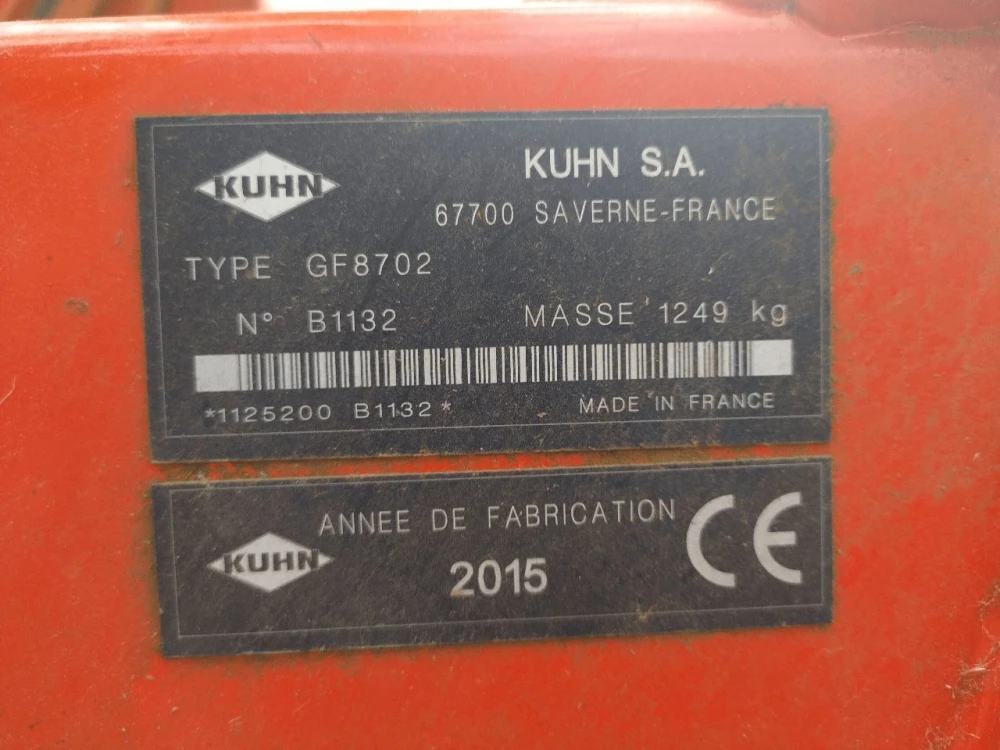 KUHN
KUHN S.A.
67700 SAVERNE-FRANCE
TYPE GF8702
N° B1132 MASSE 1249 kg
*1125200 B1132*
MADE IN FRANCE
KUHN
ANNEE DE FABRICATION
2015
CE